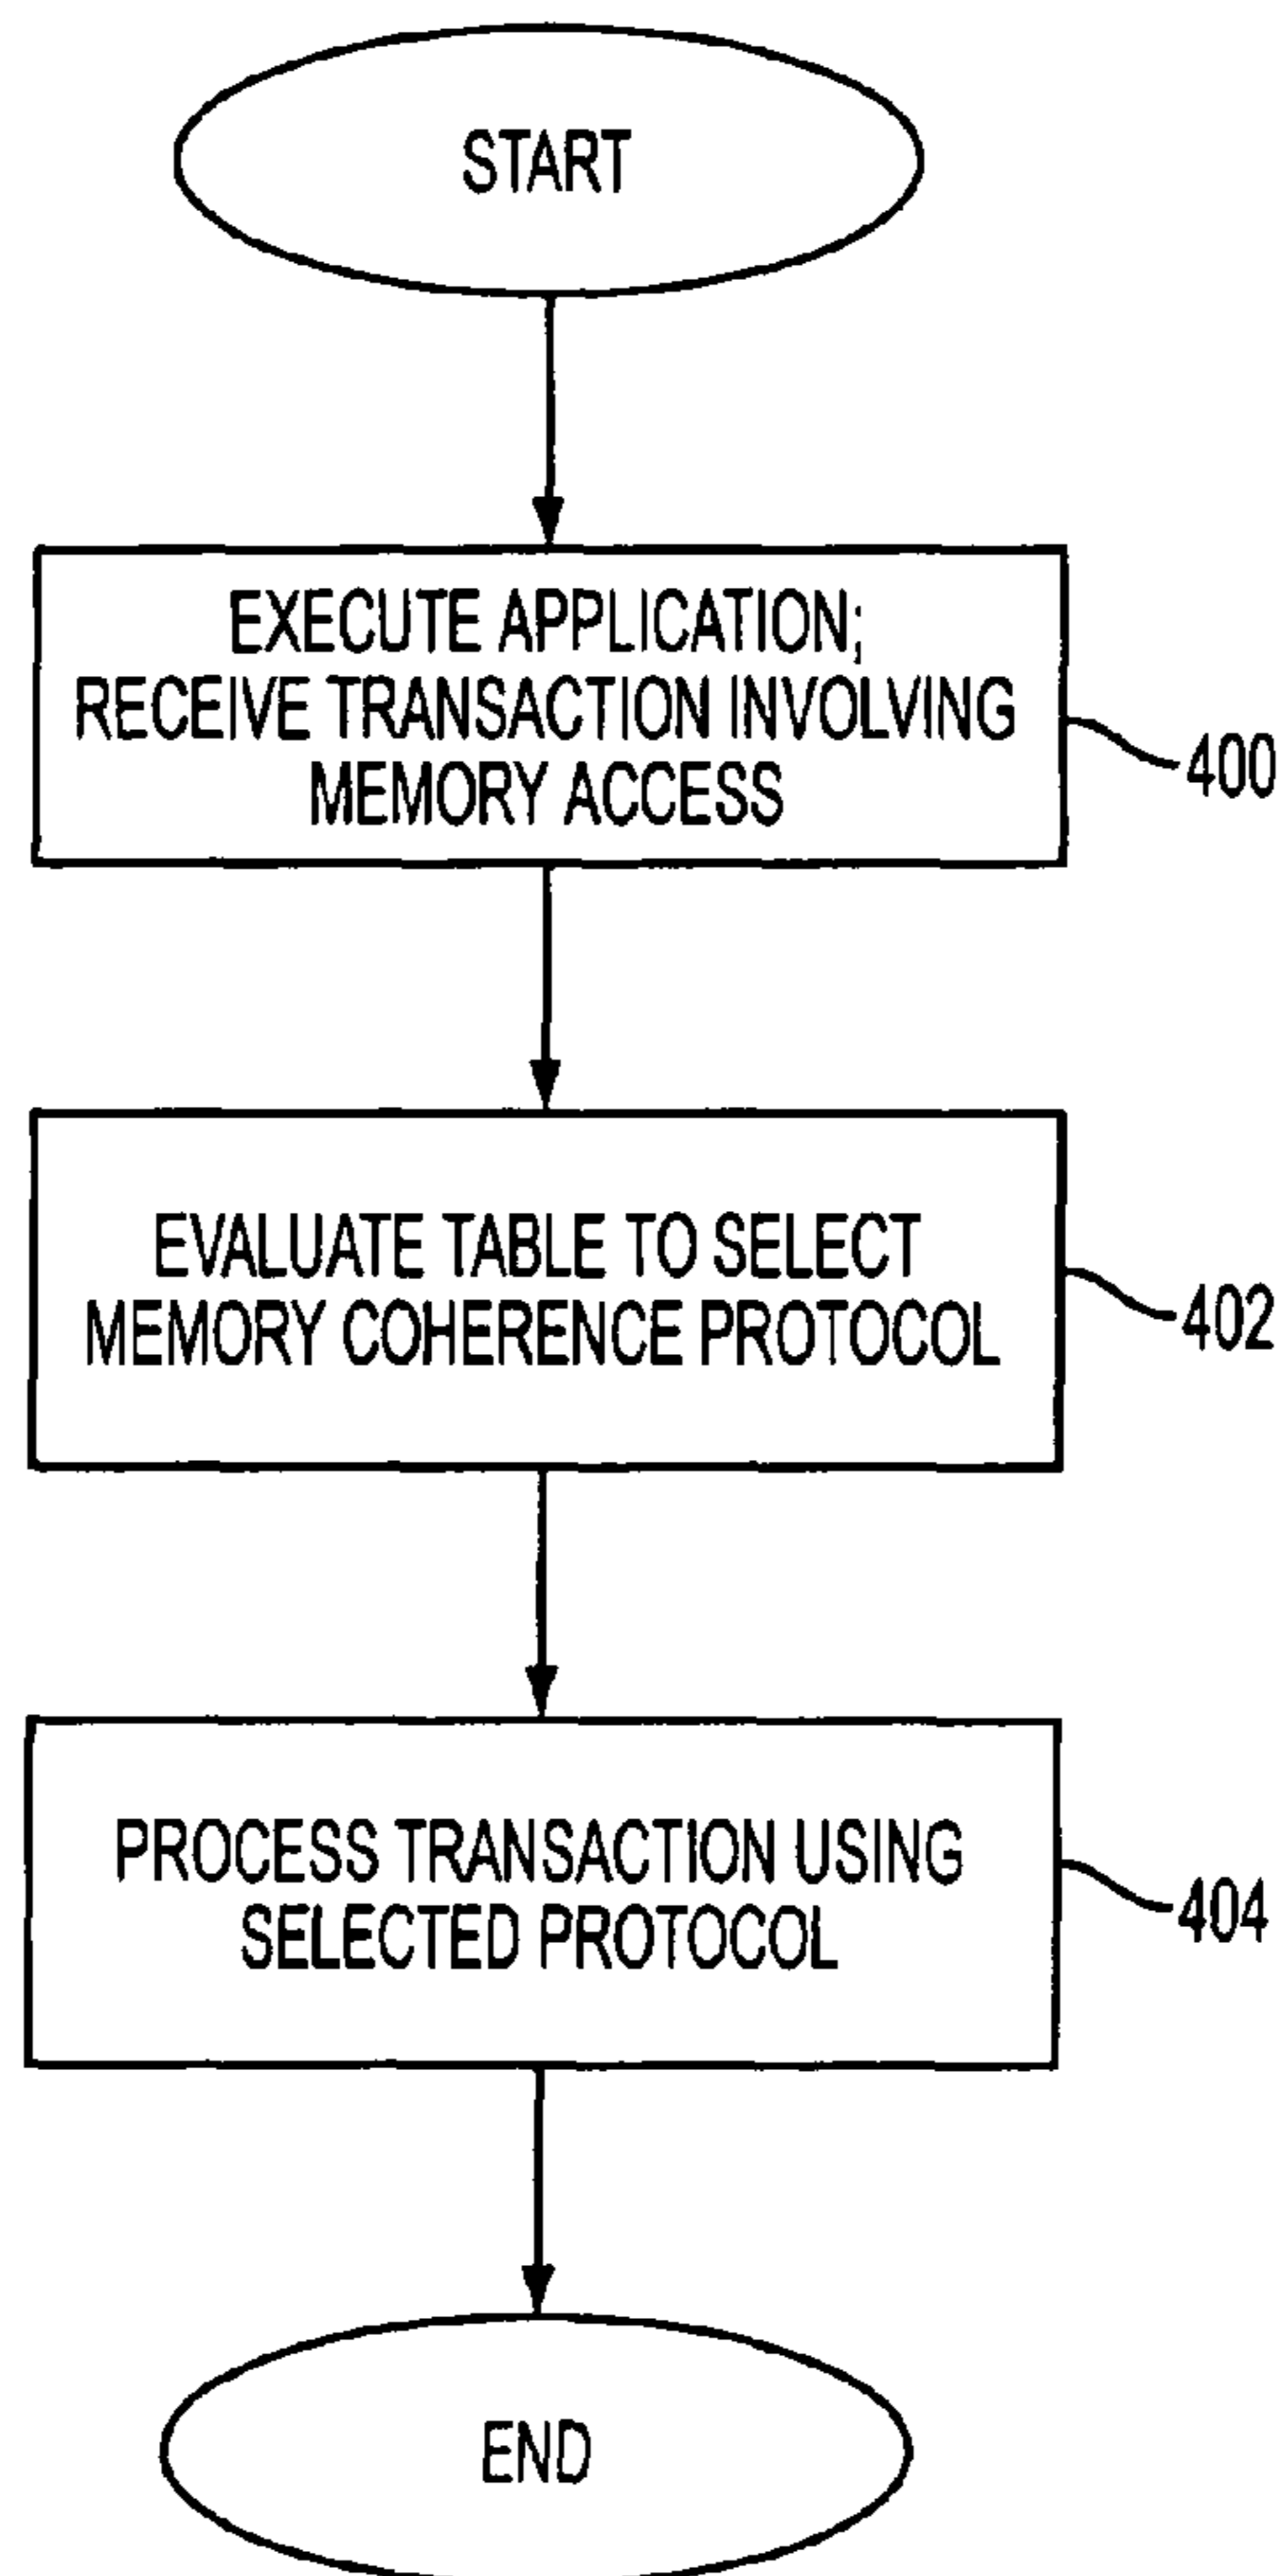 START
EXECUTE APPLICATION;
RECEIVE TRANSACTION INVOLVING
MEMORY ACCESS
400
EVALUATE TABLE TO SELECT
MEMORY COHERENCE PROTOCOL
402
PROCESS TRANSACTION USING
SELECTED PROTOCOL
404
END